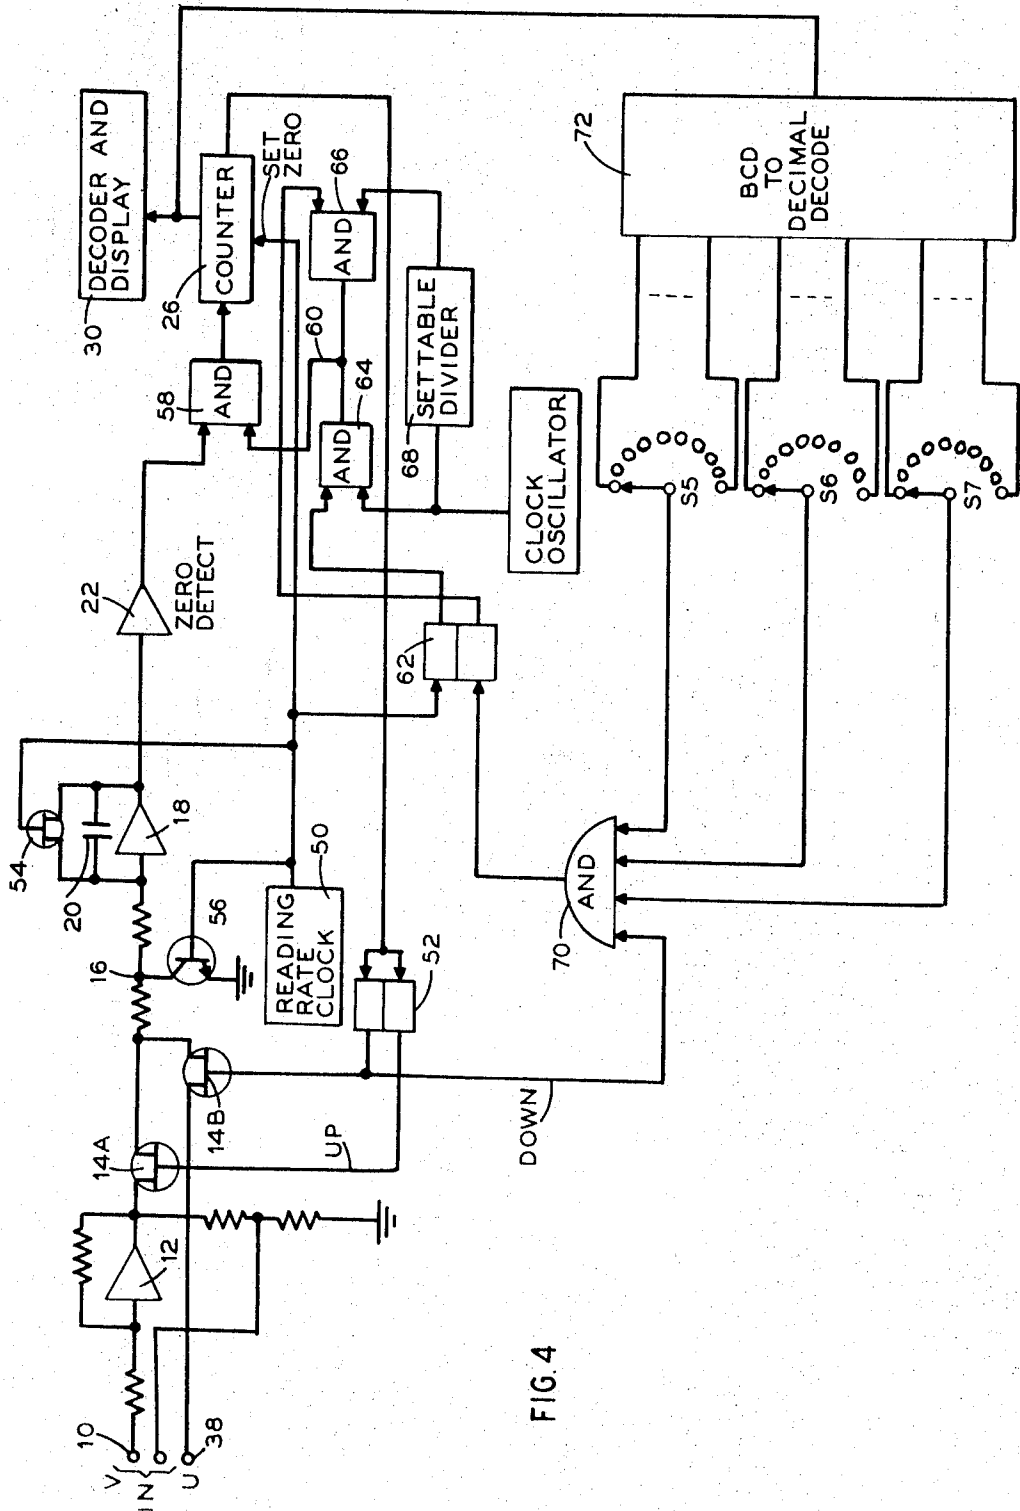 30
DECODER AND
DISPLAY
26
COUNTER
SET
ZERO
58
AND
60
AND
66
AND
64
68
SETTABLE
DIVIDER
CLOCK
OSCILLATOR
72
BCD
TO
DECIMAL
DECODE
S5
S6
S7
22
ZERO
DETECT
62
54
20
18
16
56
READING
RATE
CLOCK
50
52
AND
70
14A
14B
UP
DOWN
12
10
V
IN
U
38
FIG. 4